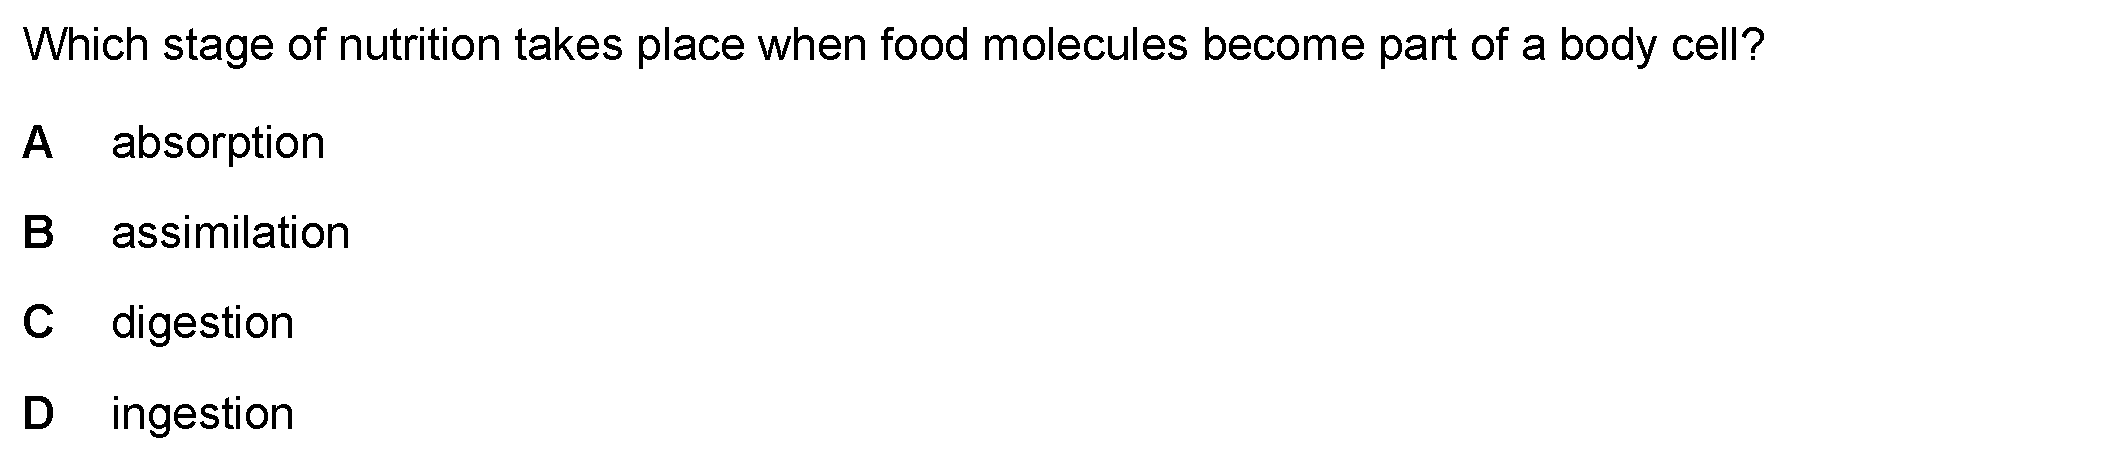 Which stage of nutrition takes place when food molecules become part of a body cell?
A absorption
B assimilation
C digestion
D ingestion